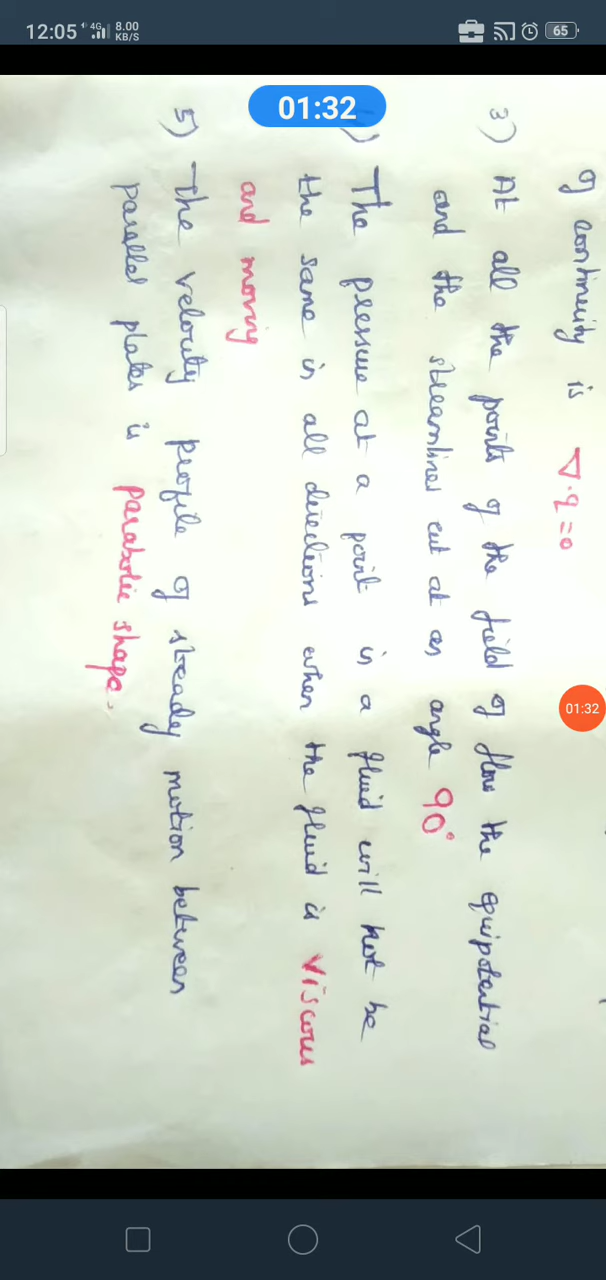 12:05 4G 8.00 KB/S 65
01:32
of continuity is ∇·q=0
3) At all the points of the field of flow the equipotential
and the streamlines cut at an angle 90°
) The pressure at a point in a fluid will not be
the same in all directions when the fluid is viscous
and moving
5) The velocity profile of steady motion between
parallel plates is parabolic shape.
01:32